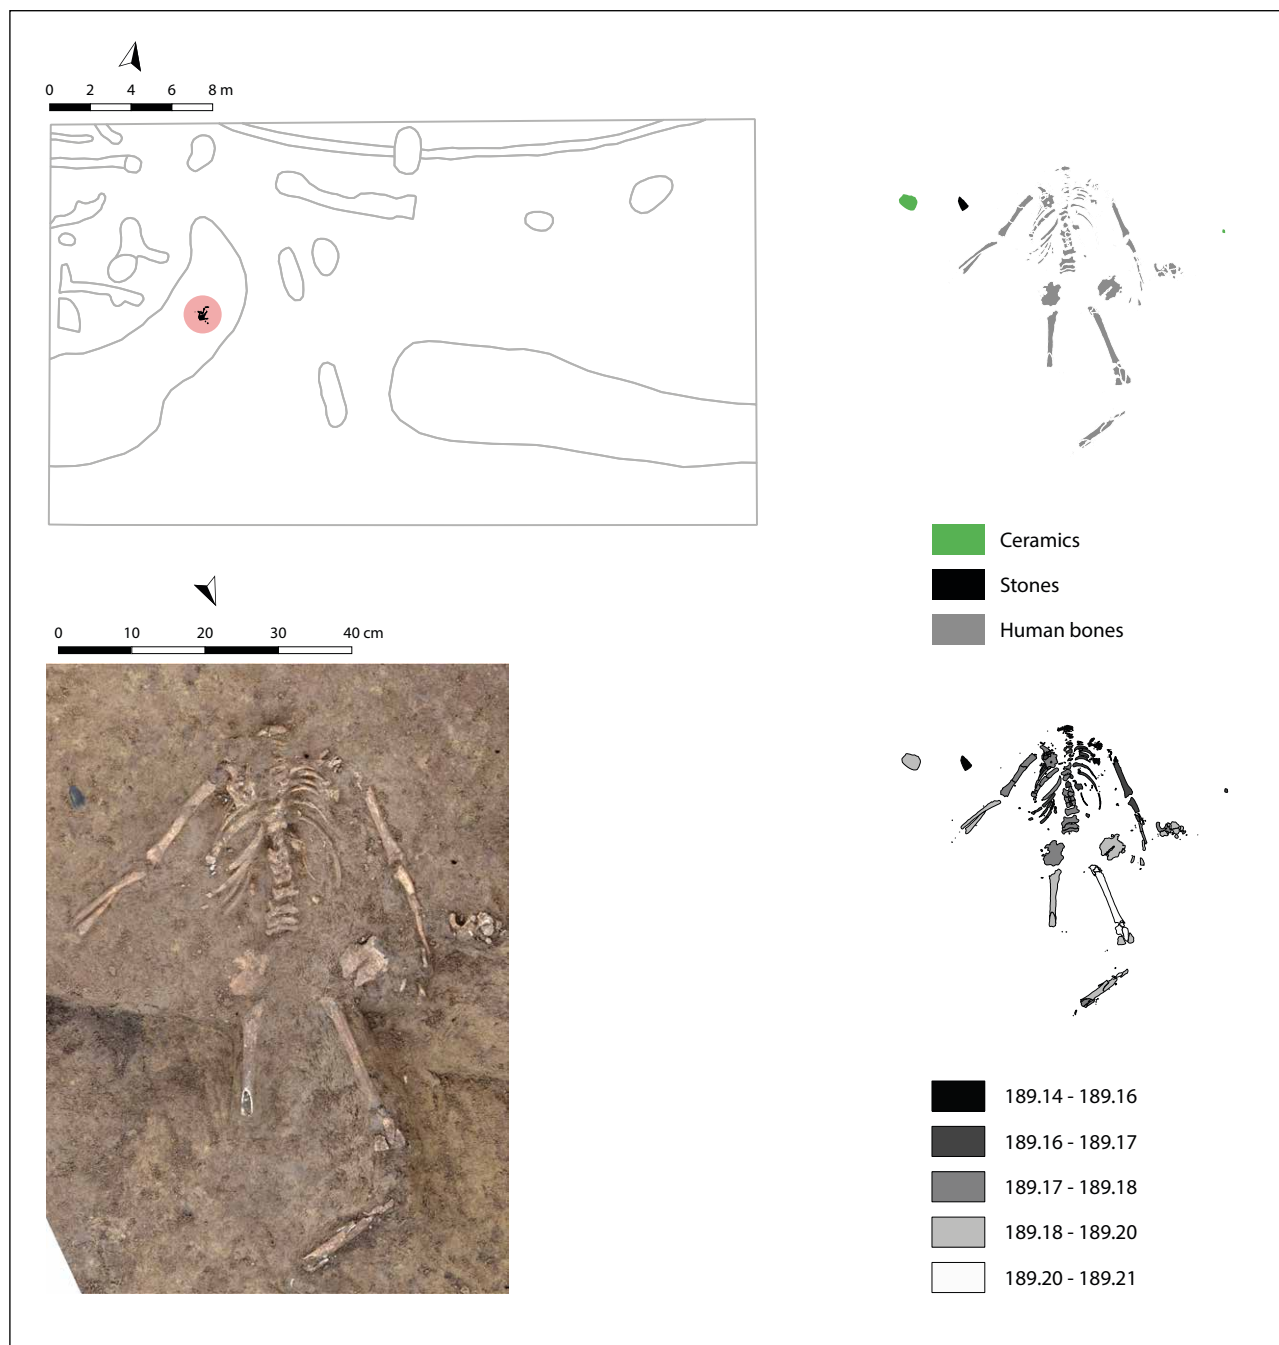 0 2 4 6 8 m
Ceramics
Stones
Human bones
0 10 20 30 40 cm
189.14 - 189.16
189.16 - 189.17
189.17 - 189.18
189.18 - 189.20
189.20 - 189.21